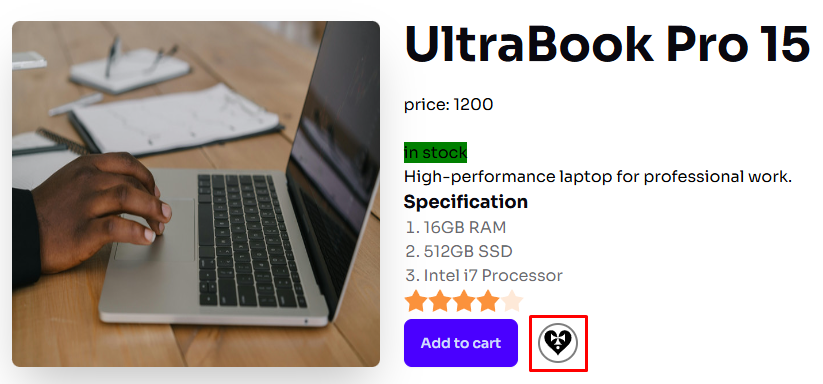 UltraBook Pro 15
price: 1200
in stock
High-performance laptop for professional work.
Specification
1. 16GB RAM
2. 512GB SSD
3. Intel i7 Processor
Add to cart